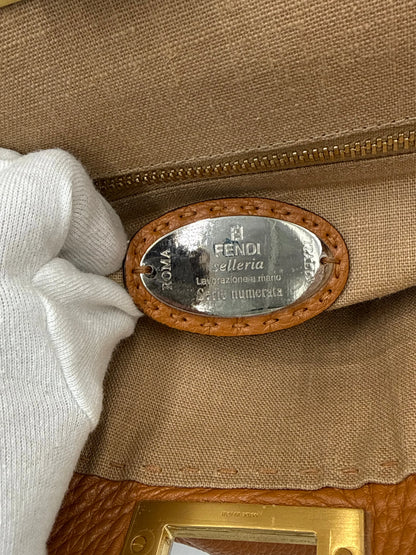 FENDI
selleria
Lavorazione a mano
Serie numerata
ROMA